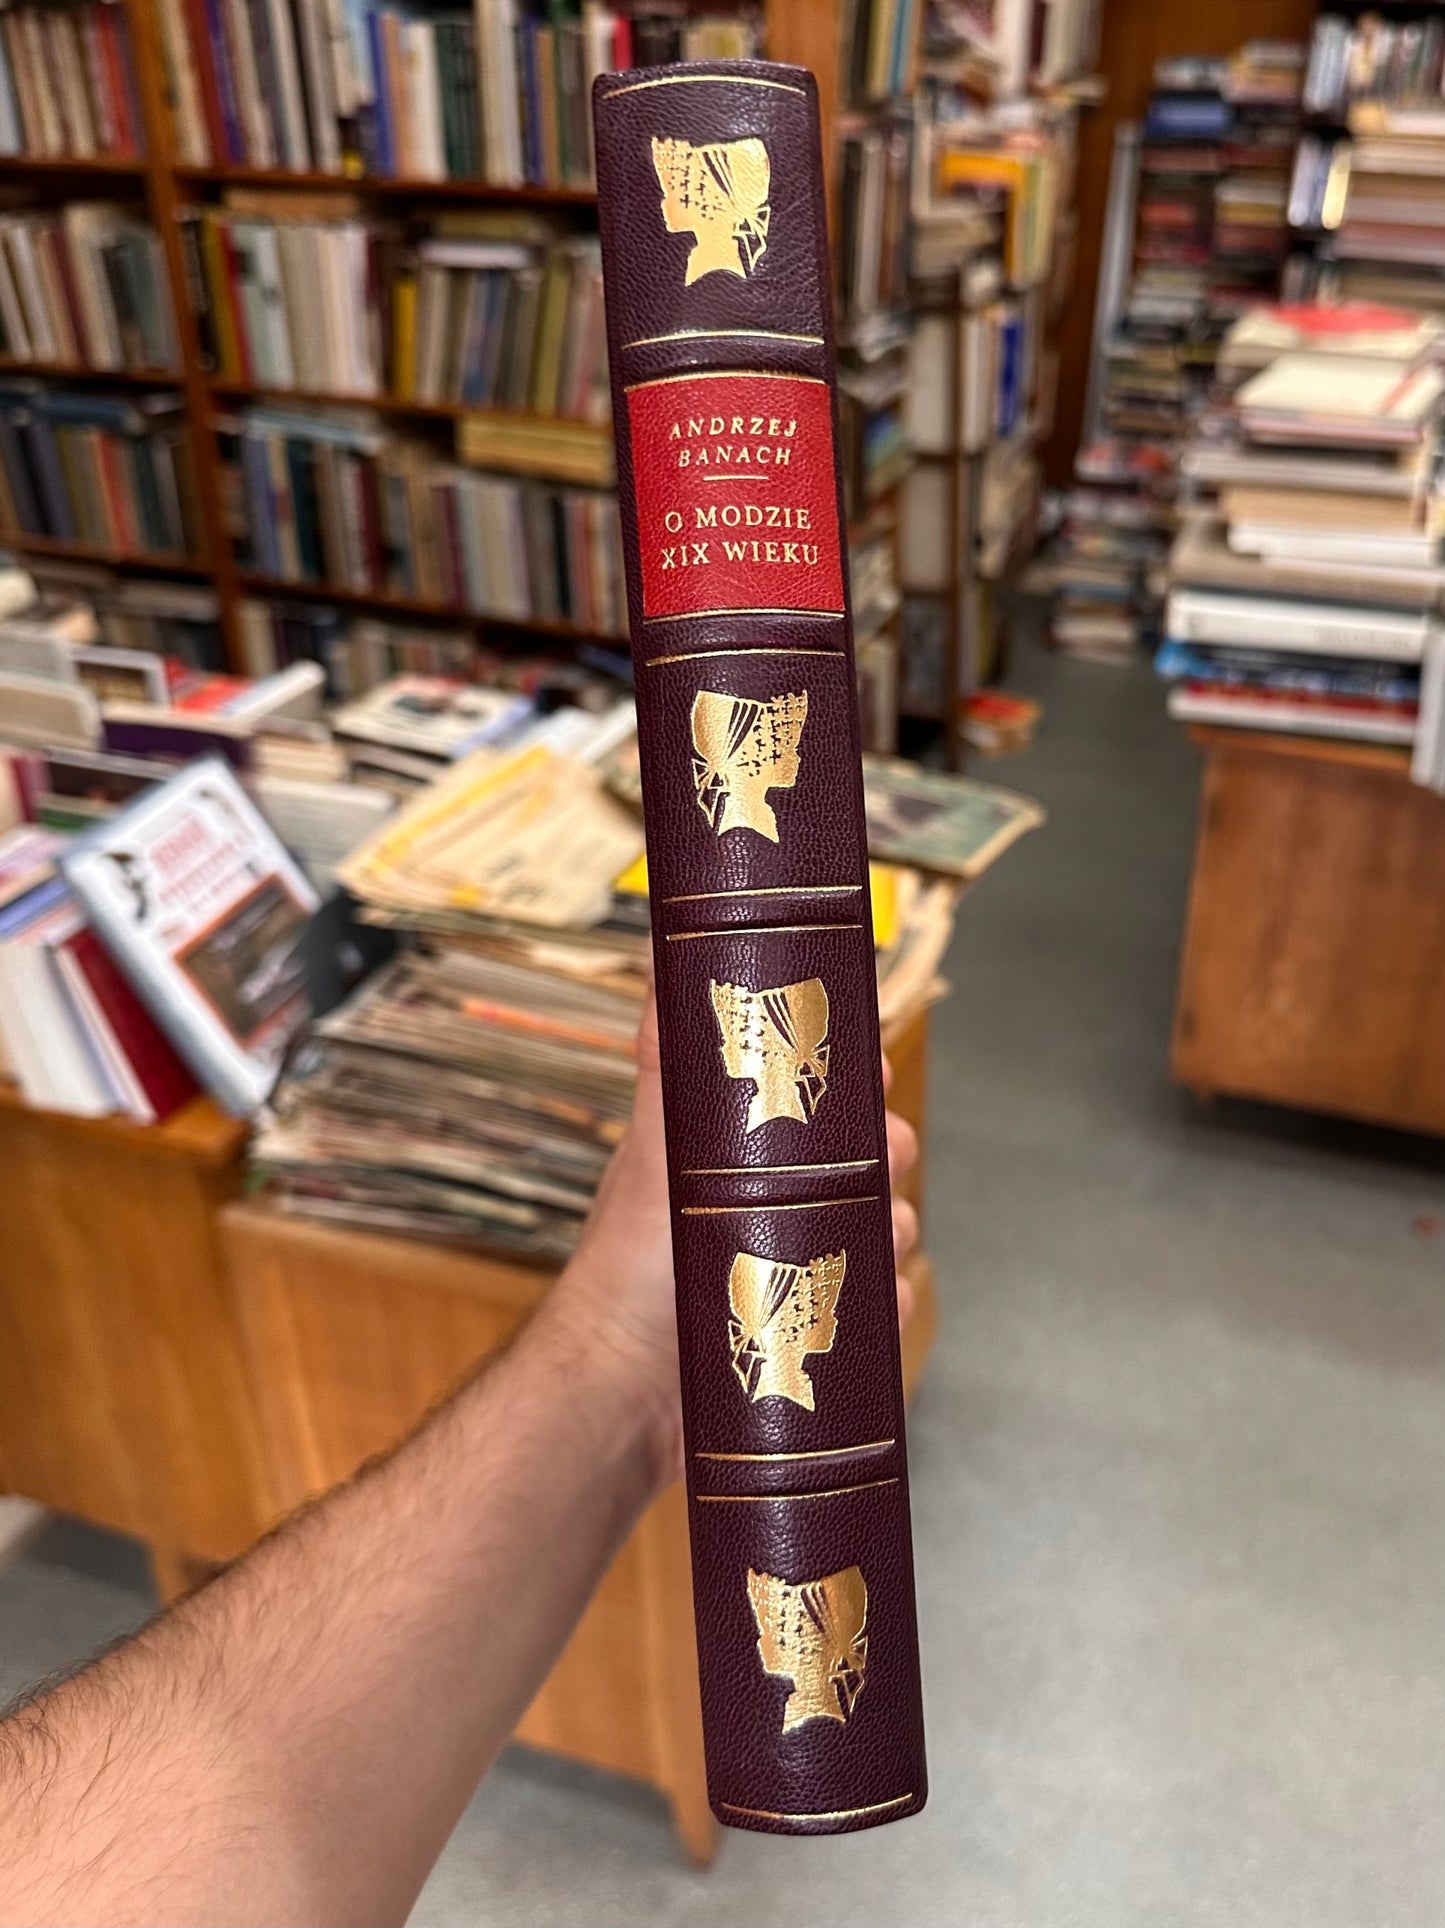 ANDRZEJ
BANACH
O MODZIE
XIX WIEKU